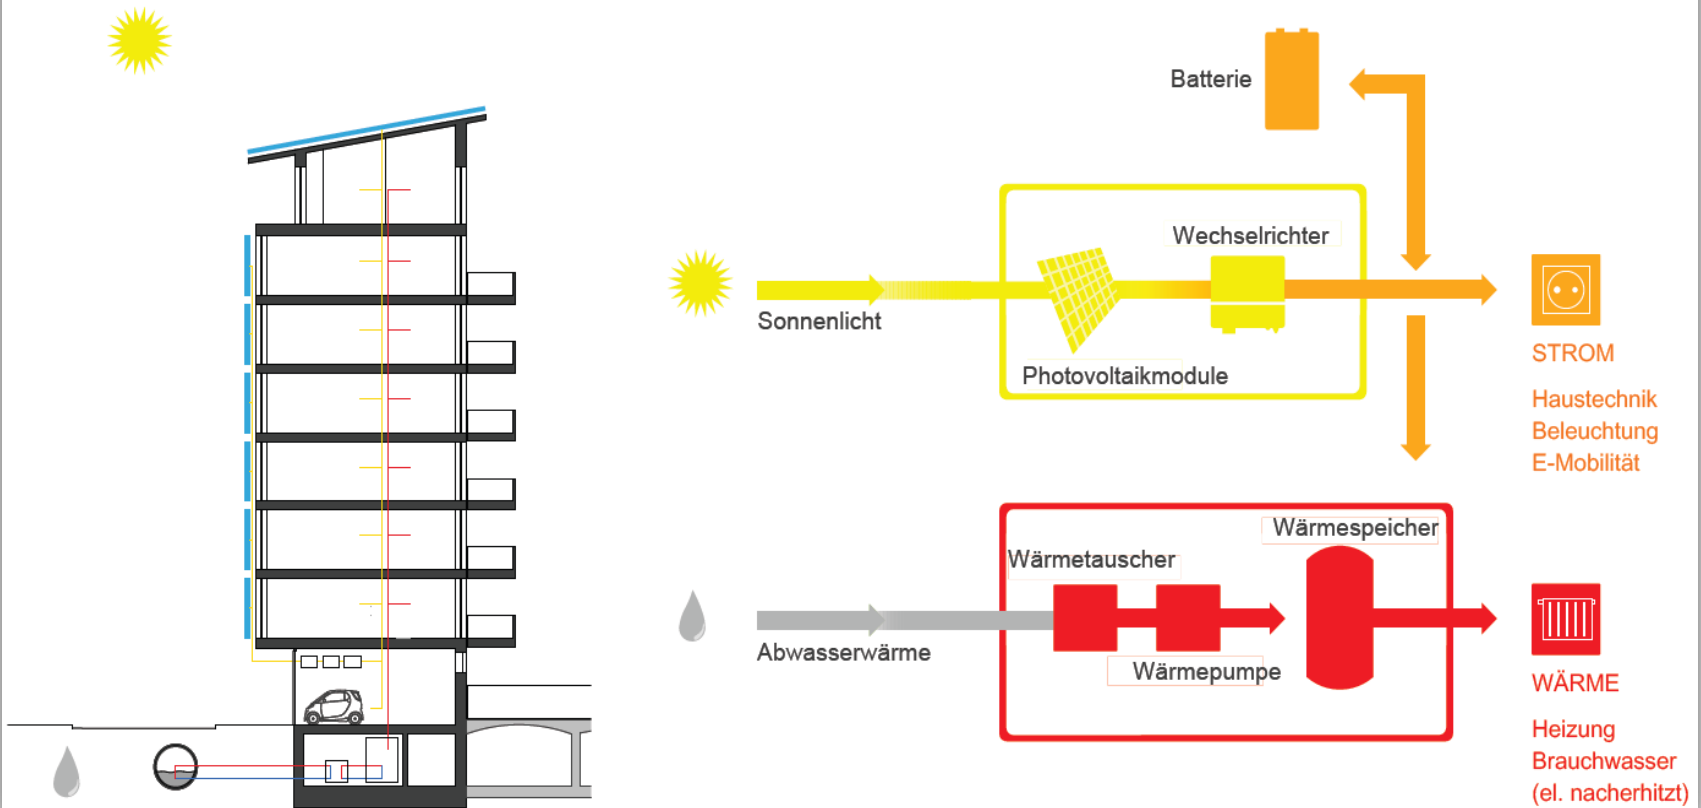 Batterie
Wechselrichter
Sonnenlicht
Photovoltaikmodule
STROM
Haustechnik
Beleuchtung
E-Mobilität
Wärmespeicher
Wärmetauscher
Abwasserwärme
Wärmepumpe
WÄRME
Heizung
Brauchwasser
(el. nacherhitzt)